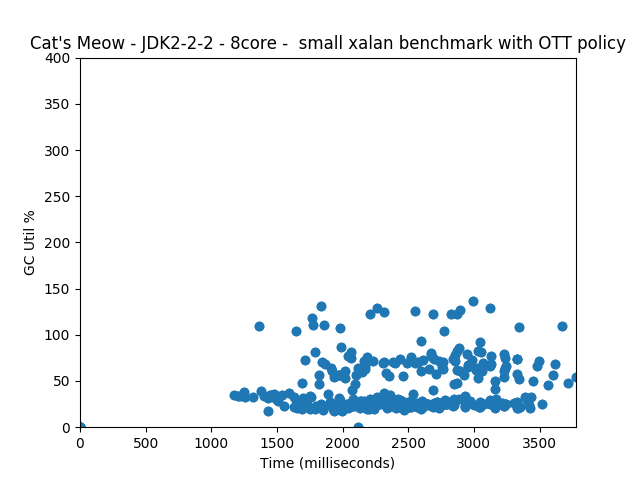 Cat's Meow - JDK2-2-2 - 8core -  small xalan benchmark with OTT policy
400
350
300
250
200
150
100
50
0
GC Util %
0 500 1000 1500 2000 2500 3000 3500
Time (milliseconds)